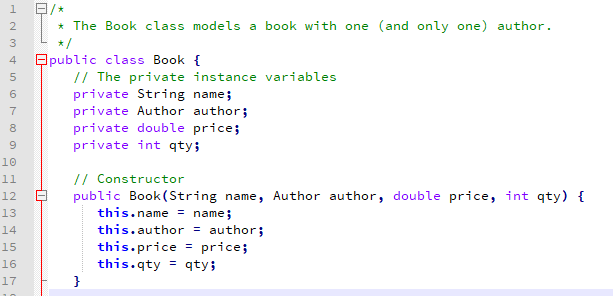 1 /*
2  * The Book class models a book with one (and only one) author.
3  */
4 public class Book {
5    // The private instance variables
6    private String name;
7    private Author author;
8    private double price;
9    private int qty;
10
11    // Constructor
12    public Book(String name, Author author, double price, int qty) {
13       this.name = name;
14       this.author = author;
15       this.price = price;
16       this.qty = qty;
17    }